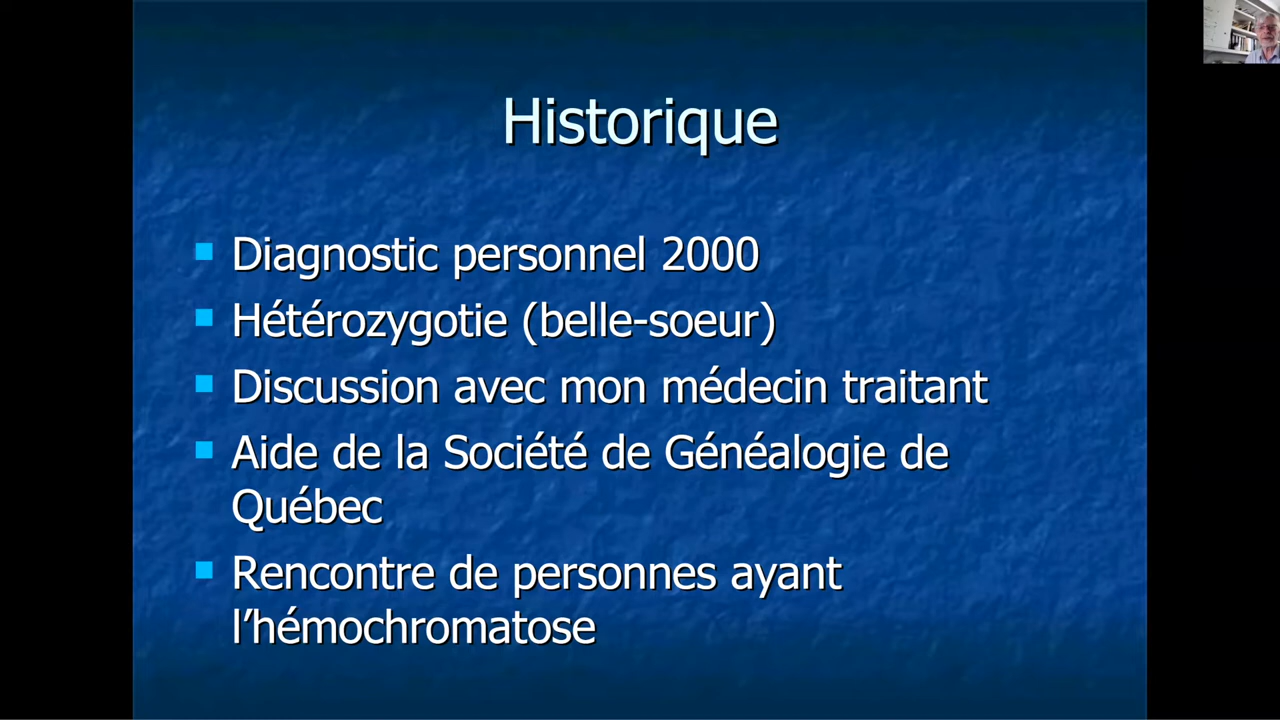 Historique
Diagnostic personnel 2000
Hétérozygotie (belle-soeur)
Discussion avec mon médecin traitant
Aide de la Société de Généalogie de
Québec
Rencontre de personnes ayant
l’hémochromatose